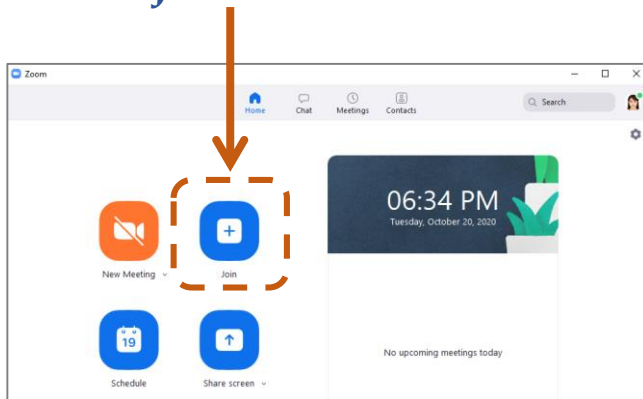 Zoom
Home
Chat
Meetings
Contacts
Search
06:34 PM
Tuesday, October 20, 2020
New Meeting
Join
19
Schedule
Share screen
No upcoming meetings today